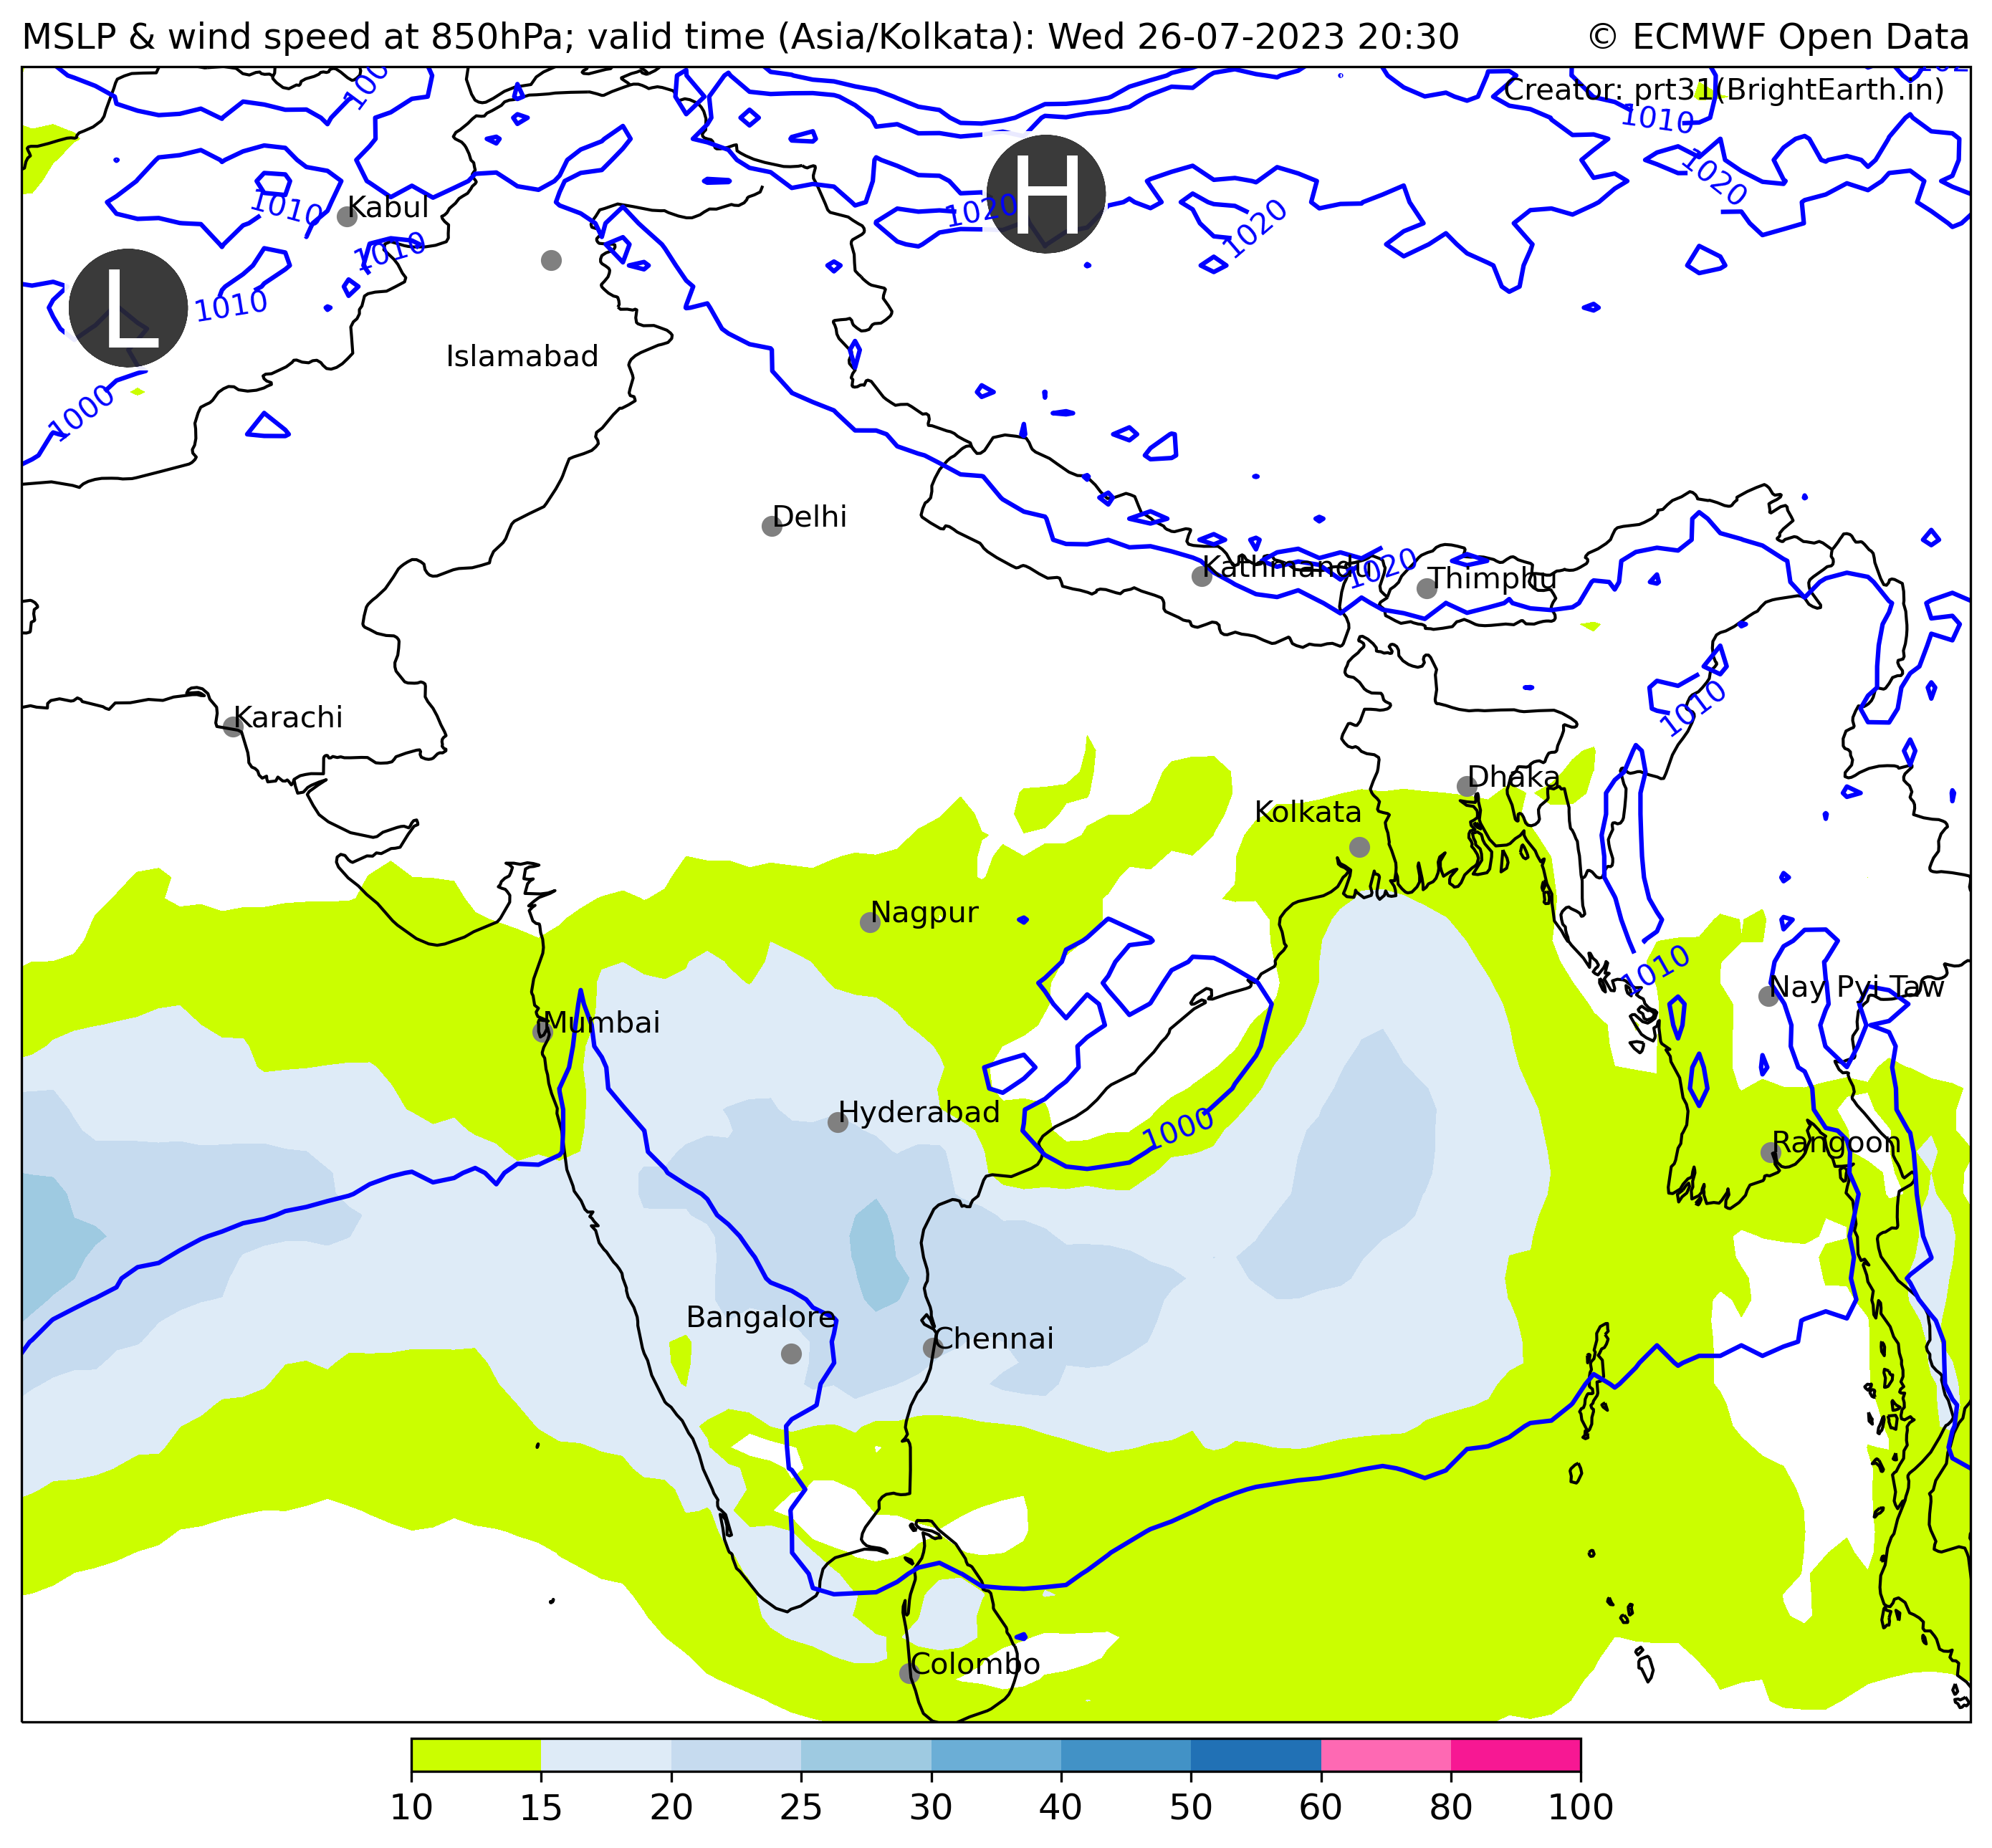 MSLP & wind speed at 850hPa; valid time (Asia/Kolkata): Wed 26-07-2023 20:30
© ECMWF Open Data
Creator: prt31(BrightEarth.in)
1010
1020
H
1020
1020
Kabul
1010
1010
1010
L
Islamabad
1000
Delhi
Kathmandu
1020
Thimphu
Karachi
1010
Dhaka
Kolkata
Nagpur
1010
Nay Pyi Taw
Mumbai
Hyderabad
1000
Rangoon
Bangalore
Chennai
Colombo
10 15 20 25 30 40 50 60 80 100